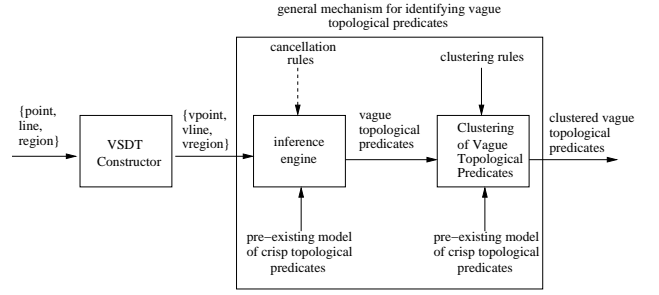 general mechanism for identifying vague
topological predicates
cancellation
rules
clustering rules
{point,
line,
region}
VSDT
Constructor
{vpoint,
vline,
vregion}
inference
engine
vague
topological
predicates
Clustering
of Vague
Topological
Predicates
clustered vague
topological
predicates
pre−existing model
of crisp topological
predicates
pre−existing model
of crisp topological
predicates